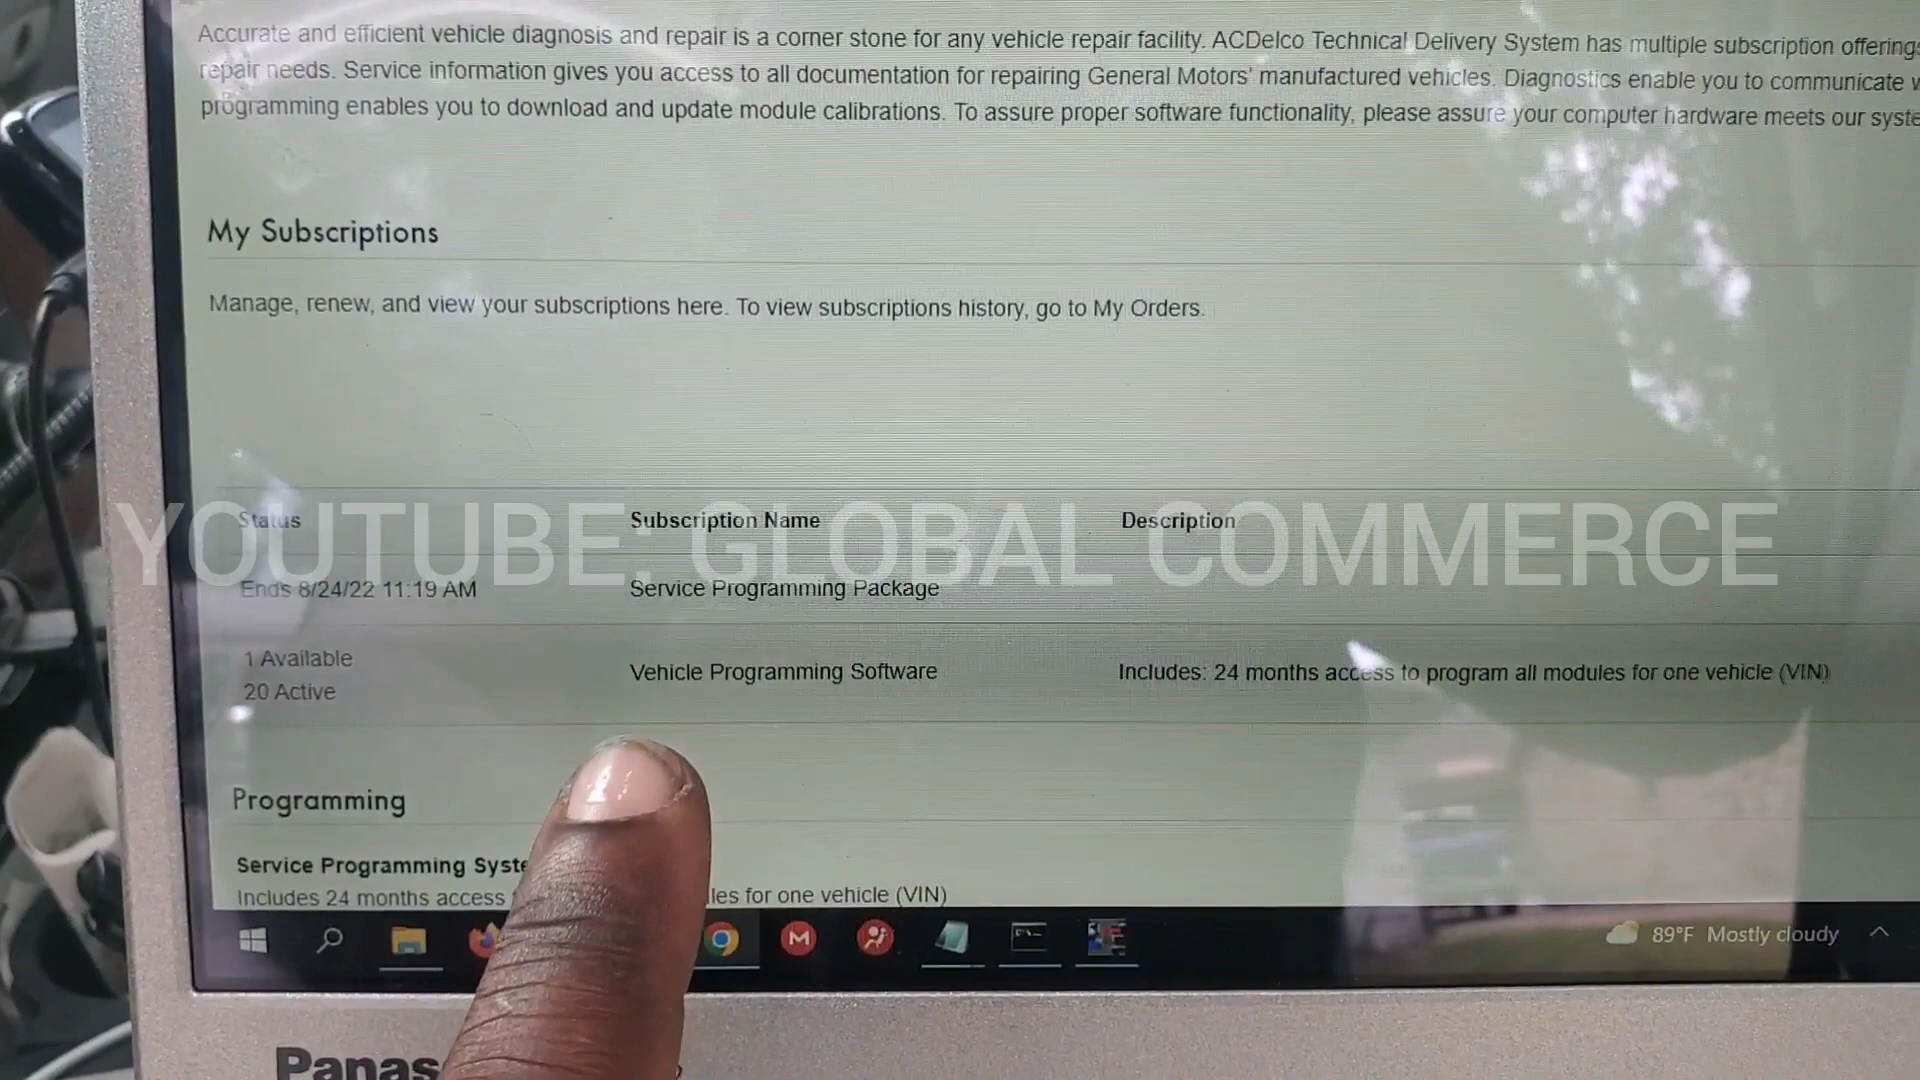 Accurate and efficient vehicle diagnosis and repair is a corner stone for any vehicle repair facility. ACDelco Technical Delivery System has multiple subscription offerings
repair needs. Service information gives you access to all documentation for repairing General Motors' manufactured vehicles. Diagnostics enable you to communicate
programming enables you to download and update module calibrations. To assure proper software functionality, please assure your computer hardware meets our
My Subscriptions
Manage, renew, and view your subscriptions here. To view subscriptions history, go to My Orders.
YOUTUBE: GLOBAL COMMERCE
Status Subscription Name Description
Ends 8/24/22 11:19 AM Service Programming Package
1 Available
20 Active
Vehicle Programming Software Includes: 24 months access to program all modules for one vehicle (VIN)
Programming
Service Programming
Includes 24 months access for one vehicle (VIN)
89°F Mostly cloudy